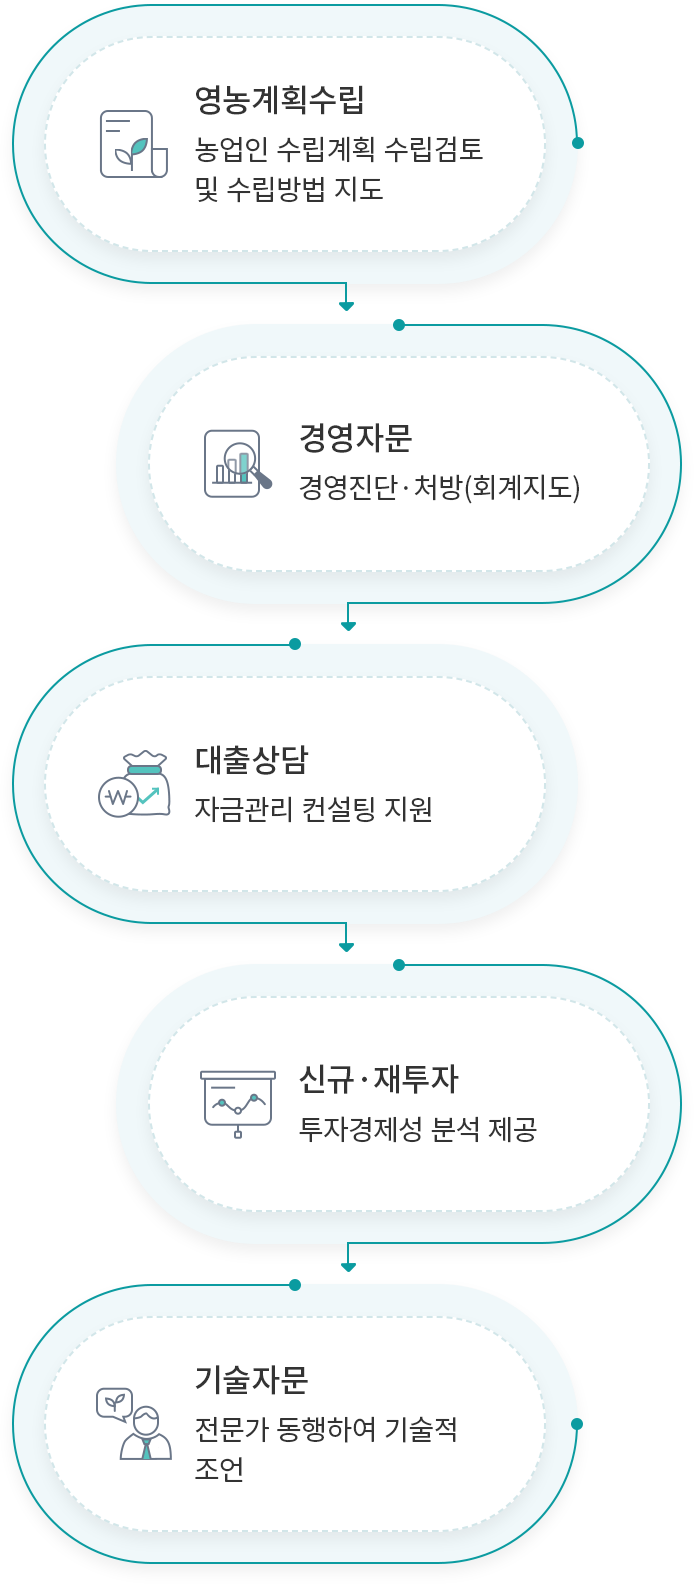 영농계획수립
농업인 수립계획 수립검토
및 수립방법 지도
경영자문
경영진단·처방(회계지도)
대출상담
자금관리 컨설팅 지원
신규·재투자
투자경제성 분석 제공
기술자문
전문가 동행하여 기술적
조언